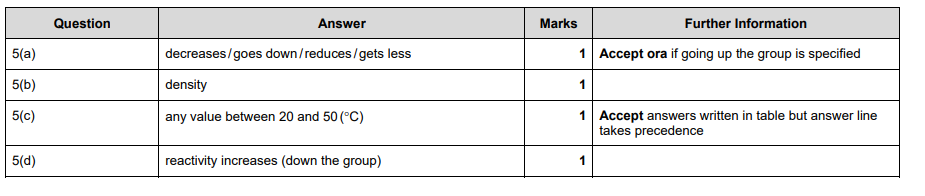 Question Answer Marks Further Information
5(a) decreases/goes down/reduces/gets less 1 Accept ora if going up the group is specified
5(b) density 1
5(c) any value between 20 and 50 (°C) 1 Accept answers written in table but answer line
takes precedence
5(d) reactivity increases (down the group) 1